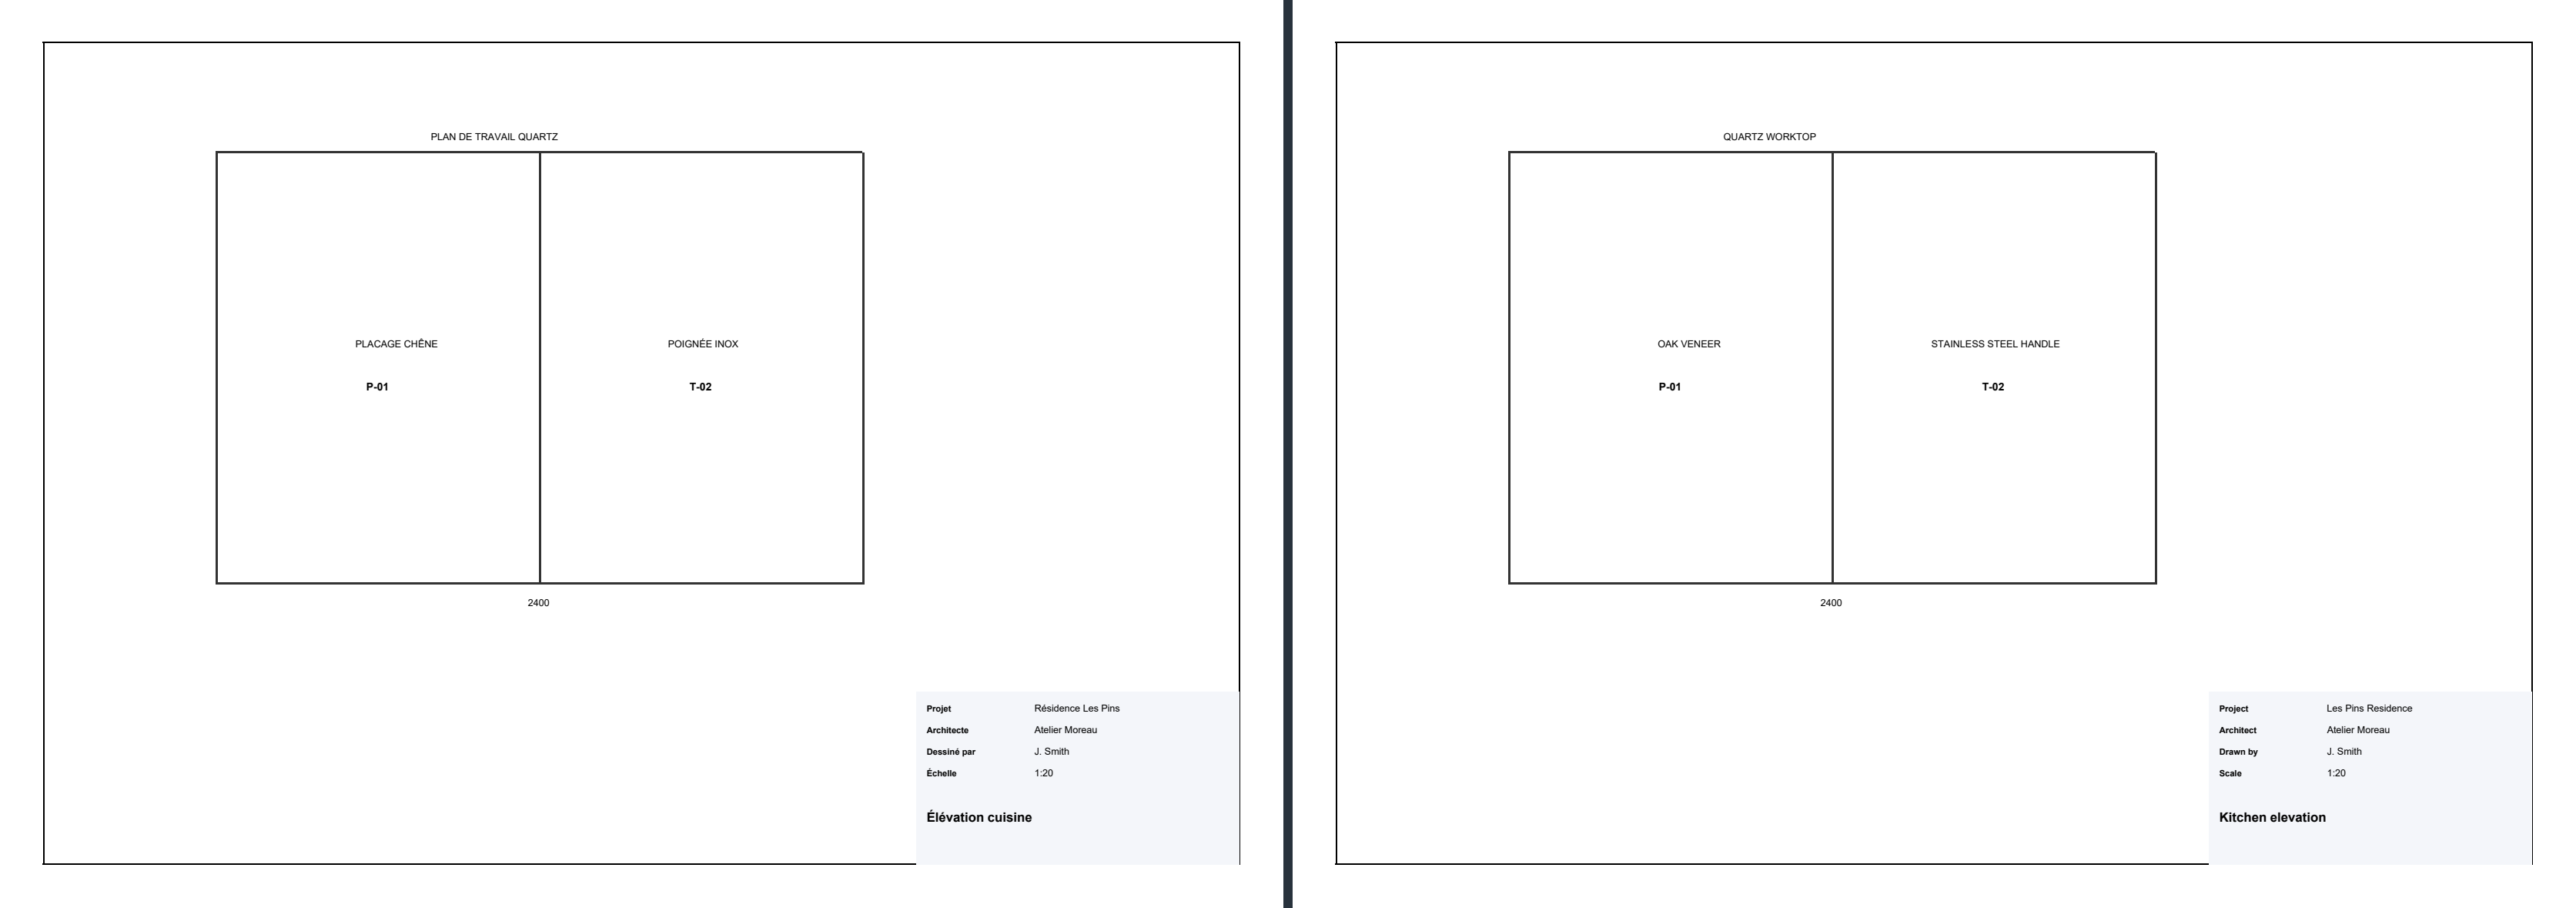 PLAN DE TRAVAIL QUARTZ
PLACAGE CHÊNE
POIGNÉE INOX
P-01
T-02
2400
Projet Résidence Les Pins
Architecte Atelier Moreau
Dessiné par J. Smith
Échelle 1:20
Élévation cuisine
QUARTZ WORKTOP
OAK VENEER
STAINLESS STEEL HANDLE
P-01
T-02
2400
Project Les Pins Residence
Architect Atelier Moreau
Drawn by J. Smith
Scale 1:20
Kitchen elevation